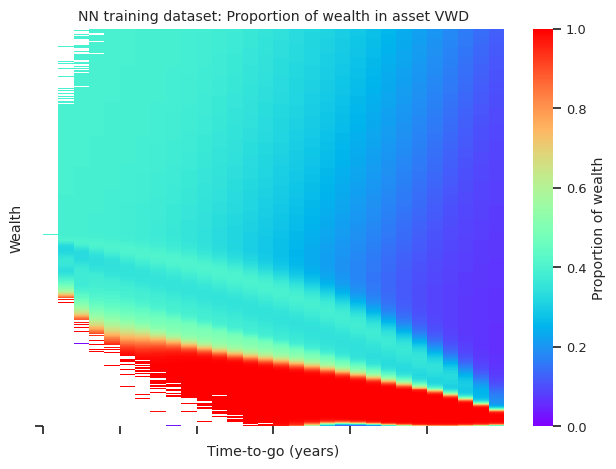 NN training dataset: Proportion of wealth in asset VWD
Wealth
Time-to-go (years)
1.0
0.8
0.6
0.4
0.2
0.0
Proportion of wealth